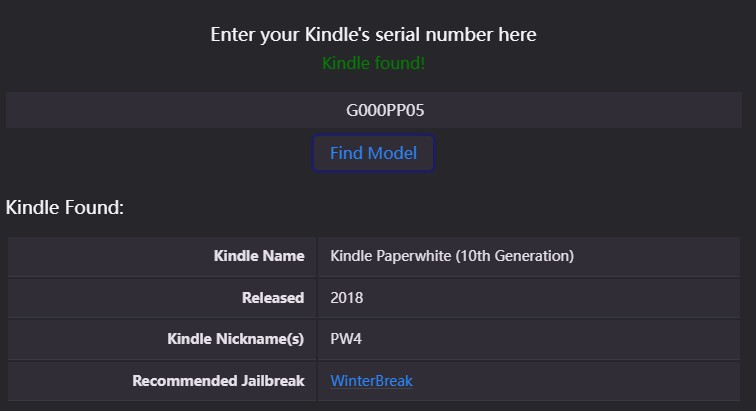 Enter your Kindle's serial number here
Kindle found!
G000PP05
Find Model
Kindle Found:
Kindle Name Kindle Paperwhite (10th Generation)
Released 2018
Kindle Nickname(s) PW4
Recommended Jailbreak WinterBreak